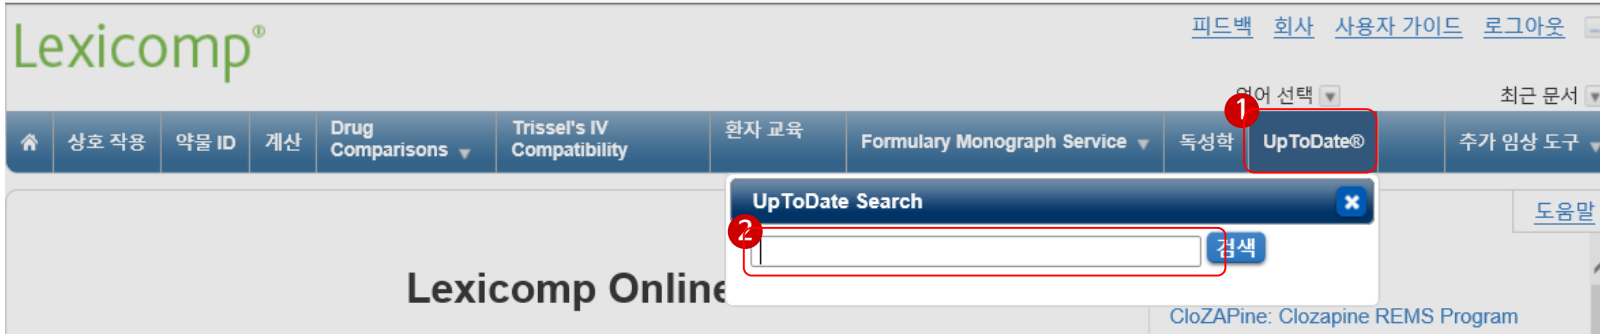 Lexicomp®
피드백 회사 사용자 가이드 로그아웃
선택
최근 문서
1
상호 작용 약물 ID 계산 Drug Comparisons Trissel's IV Compatibility 환자 교육 Formulary Monograph Service 독성학 UpToDate® 추가 임상 도구
UpToDate Search
도움말
2
검색
Lexicomp Online
CloZAPine: Clozapine REMS Program